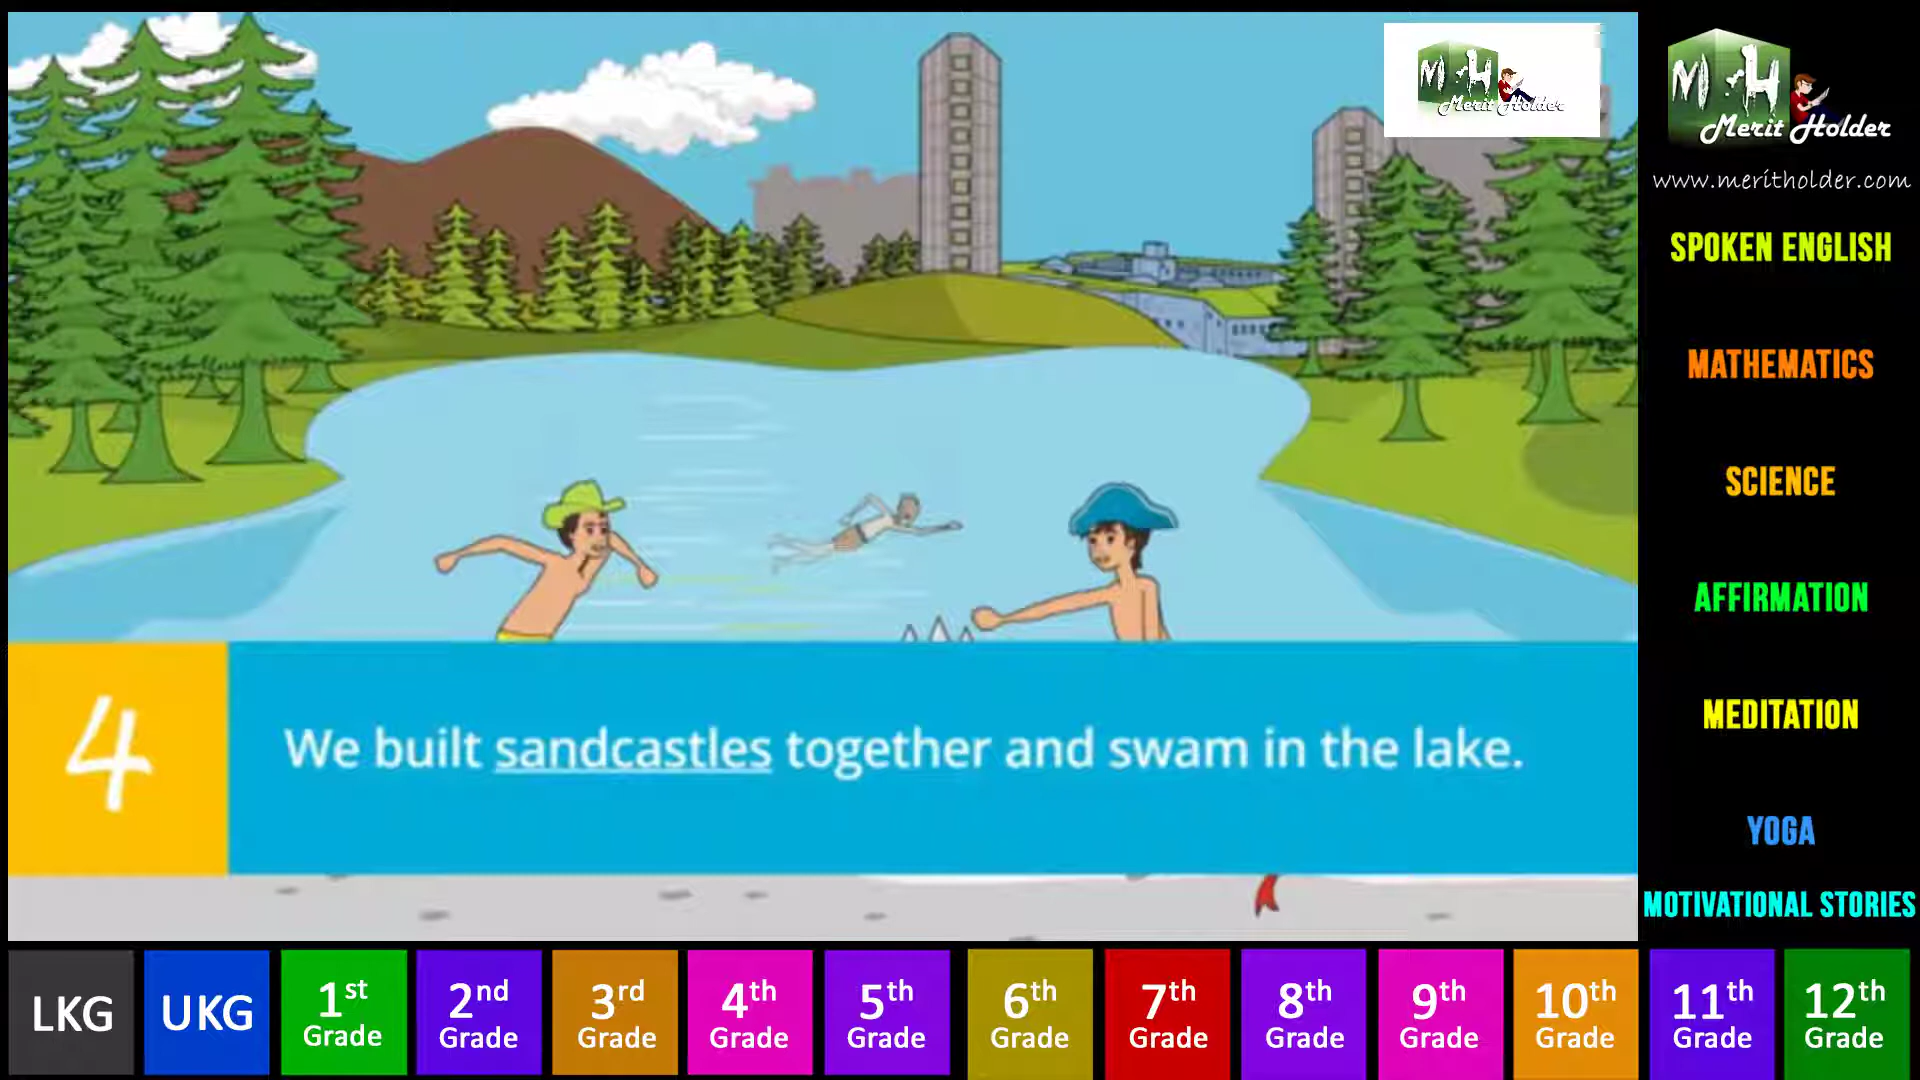 M H
Merit Holder
M H
Merit Holder
www.meritholder.com
SPOKEN ENGLISH
MATHEMATICS
SCIENCE
AFFIRMATION
MEDITATION
YOGA
MOTIVATIONAL STORIES
4
We built sandcastles together and swam in the lake.
LKG
UKG
1st
Grade
2nd
Grade
3rd
Grade
4th
Grade
5th
Grade
6th
Grade
7th
Grade
8th
Grade
9th
Grade
10th
Grade
11th
Grade
12th
Grade